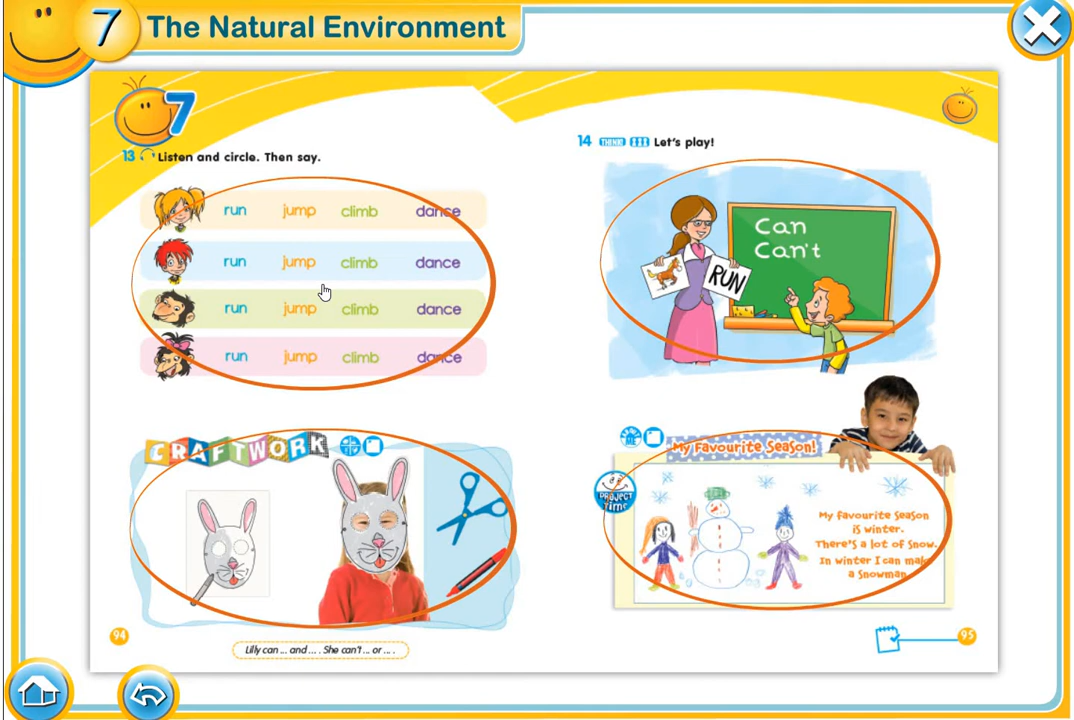 7 The Natural Environment
7
13 Listen and circle. Then say.
run jump climb dance
run jump climb dance
run jump climb dance
run jump climb dance
CRAFTWORK
94
Lilly can ... and ... . She can't ... or ... .
14 THINK! Let's play!
Can
Can't
RUN
My Favourite Season!
PROJECT
Time
My favourite season
is winter.
There's a lot of snow.
In winter I can make
a snowman.
95